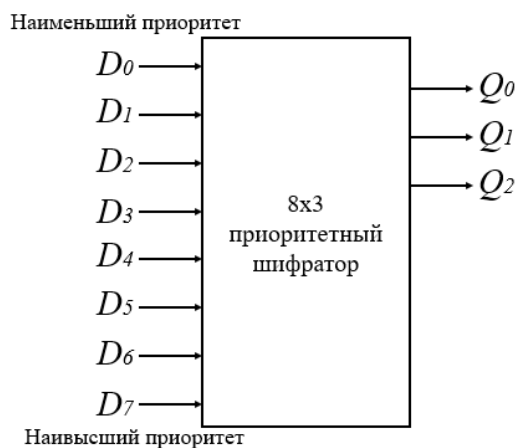 Наименьший приоритет
D0
D1
D2
D3
D4
D5
D6
D7
Наивысший приоритет
8x3
приоритетный
шифратор
Q0
Q1
Q2